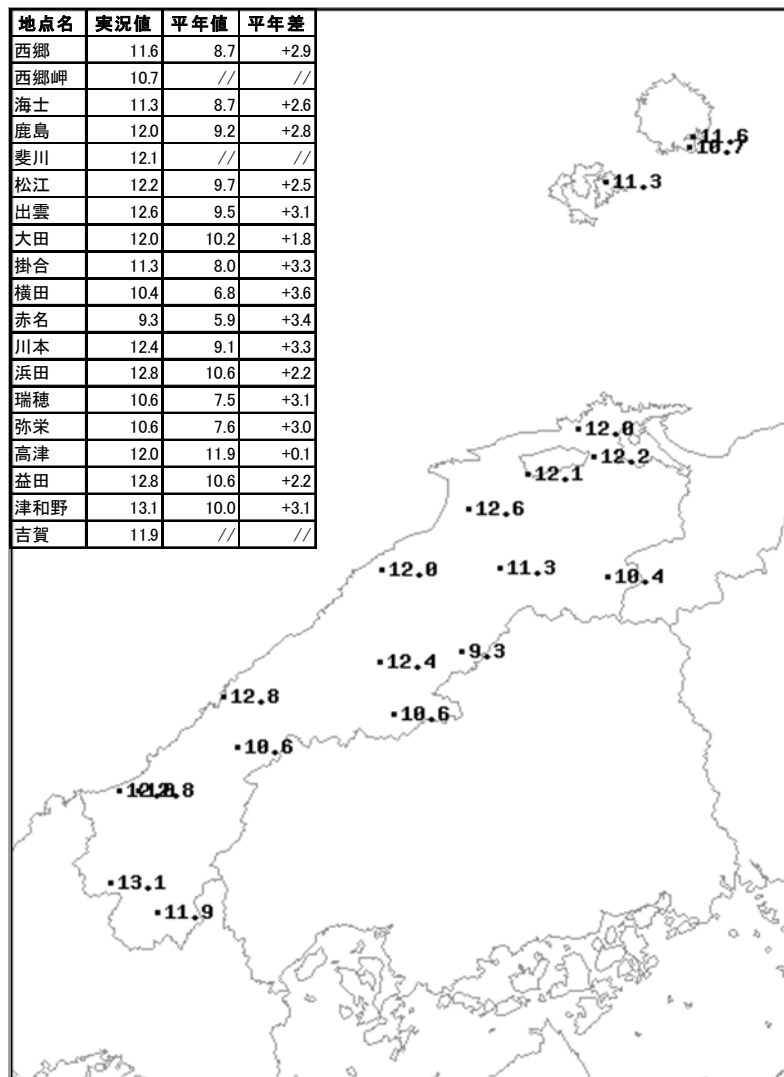 地点名 実況値 平年値 平年差
西郷 11.6 8.7 +2.9
西郷岬 10.7 // //
海士 11.3 8.7 +2.6
鹿島 12.0 9.2 +2.8
斐川 12.1 // //
松江 12.2 9.7 +2.5
出雲 12.6 9.5 +3.1
大田 12.0 10.2 +1.8
掛合 11.3 8.0 +3.3
横田 10.4 6.8 +3.6
赤名 9.3 5.9 +3.4
川本 12.4 9.1 +3.3
浜田 12.8 10.6 +2.2
瑞穂 10.6 7.5 +3.1
弥栄 10.6 7.6 +3.0
高津 12.0 11.9 +0.1
益田 12.8 10.6 +2.2
津和野 13.1 10.0 +3.1
吉賀 11.9 // //
11.6
10.7
11.3
12.0
12.2
12.1
12.6
12.0
11.3
10.4
9.3
12.4
12.8
10.6
10.6
12.0
12.8
13.1
11.9